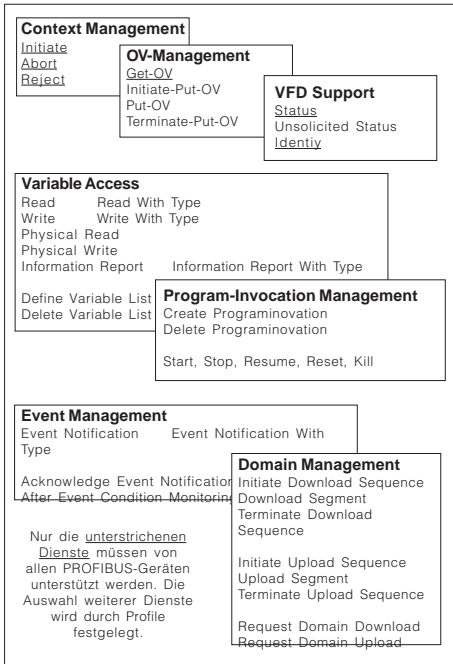 Context Management
Initiate
Abort
Reject
OV-Management
Get-OV
Initiate-Put-OV
Put-OV
Terminate-Put-OV
VFD Support
Status
Unsolicited Status
Identiy
Variable Access
Read Read With Type
Write Write With Type
Physical Read
Physical Write
Information Report Information Report With Type
Define Variable List
Delete Variable List
Program-Invocation Management
Create Programinovation
Delete Programinovation
Start, Stop, Resume, Reset, Kill
Event Management
Event Notification Event Notification With
Type
Acknowledge Event Notification
After Event Condition Monitoring
Domain Management
Initiate Download Sequence
Download Segment
Terminate Download
Sequence
Initiate Upload Sequence
Upload Segment
Terminate Upload Sequence
Request Domain Download
Request Domain Upload
Nur die unterstrichenen
Dienste müssen von
allen PROFIBUS-Geräten
unterstützt werden. Die
Auswahl weiterer Dienste
wird durch Profile
festgelegt.